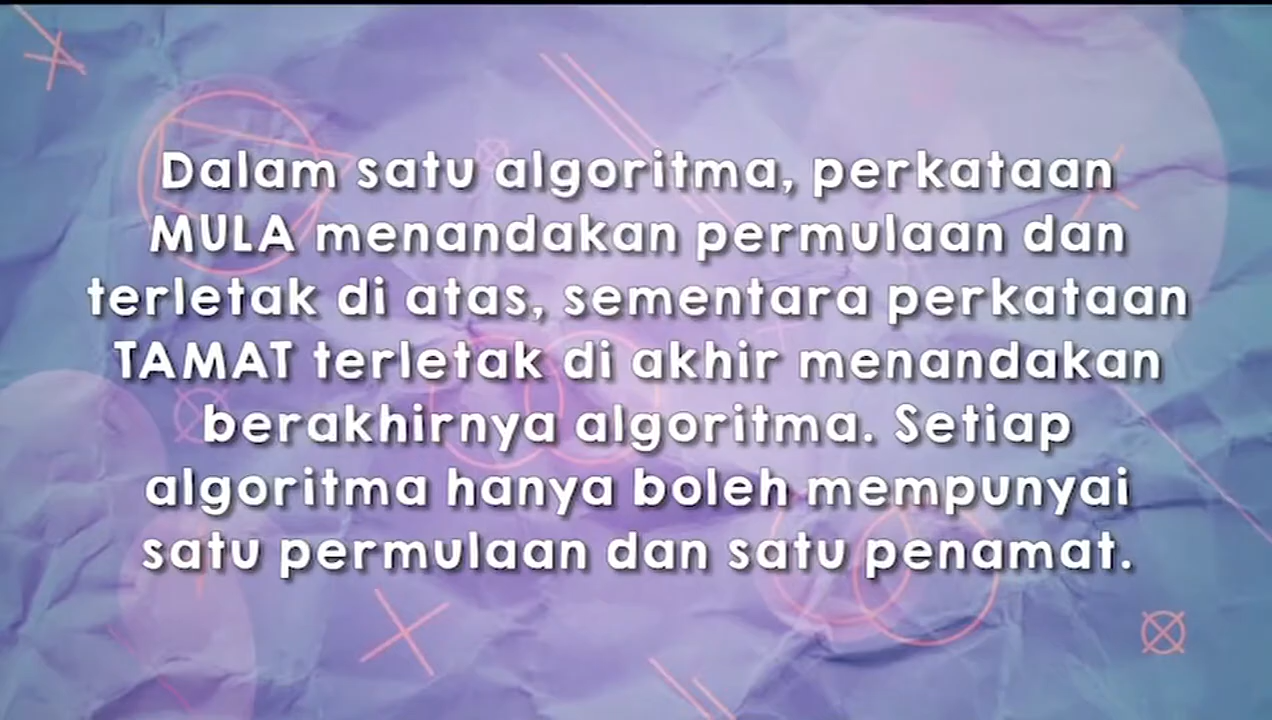 Dalam satu algoritma, perkataan
MULA menandakan permulaan dan
terletak di atas, sementara perkataan
TAMAT terletak di akhir menandakan
berakhirnya algoritma. Setiap
algoritma hanya boleh mempunyai
satu permulaan dan satu penamat.